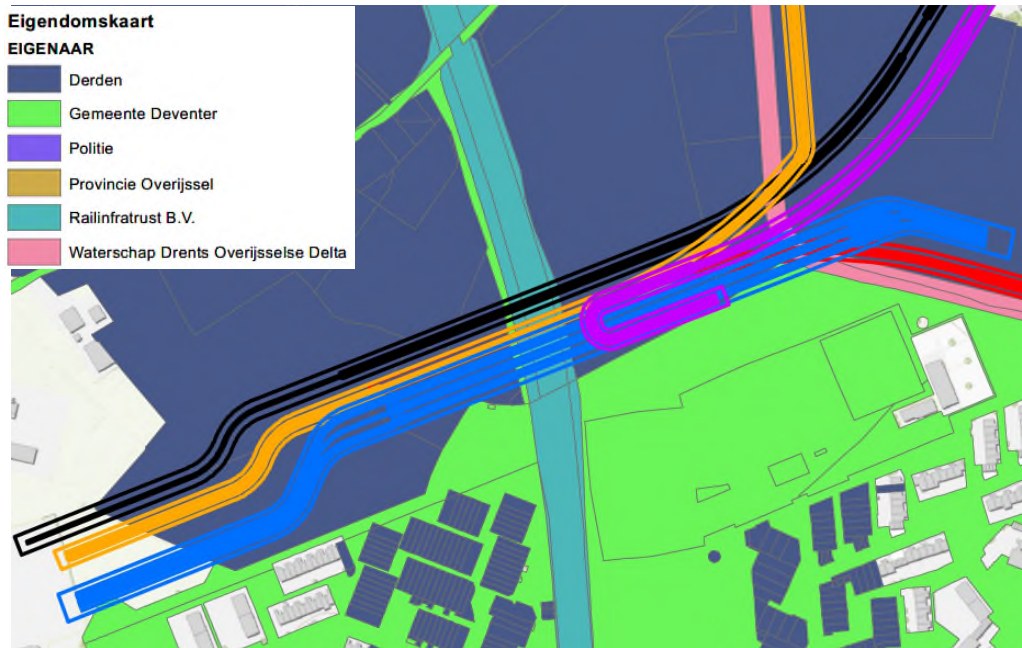 Eigendomskaart
EIGENAAR
Derden
Gemeente Deventer
Politie
Provincie Overijssel
Railinfratrust B.V.
Waterschap Drents Overijsselse Delta